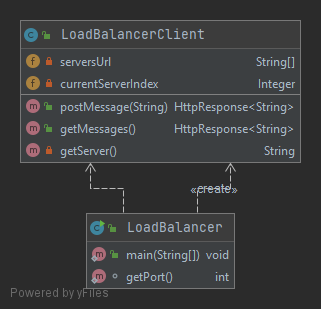 LoadBalancerClient
serversUrl String[]
currentServerIndex Integer
postMessage(String) HttpResponse<String>
getMessages() HttpResponse<String>
getServer() String
«create»
LoadBalancer
main(String[]) void
getPort() int
Powered by yFiles